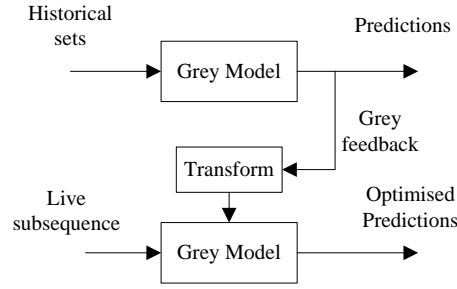 Historical
sets
Predictions
Grey Model
Grey
feedback
Transform
Live
subsequence
Optimised
Predictions
Grey Model